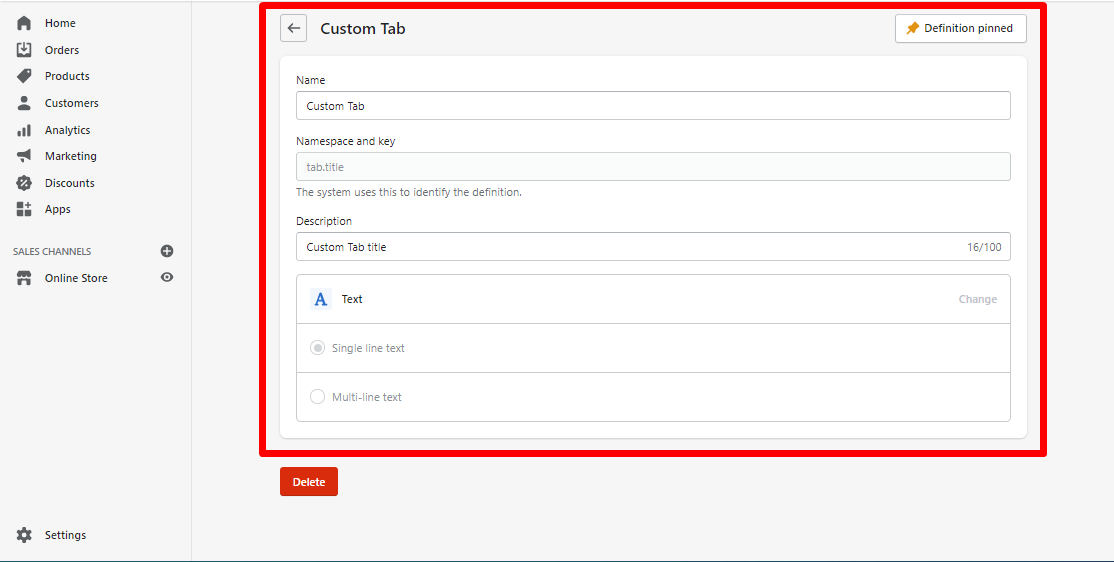 Home
Orders
Products
Customers
Analytics
Marketing
Discounts
Apps
SALES CHANNELS
Online Store
Settings
Custom Tab
Definition pinned
Name
Custom Tab
Namespace and key
tab.title
The system uses this to identify the definition.
Description
Custom Tab title 16/100
A Text Change
Single line text
Multi-line text
Delete